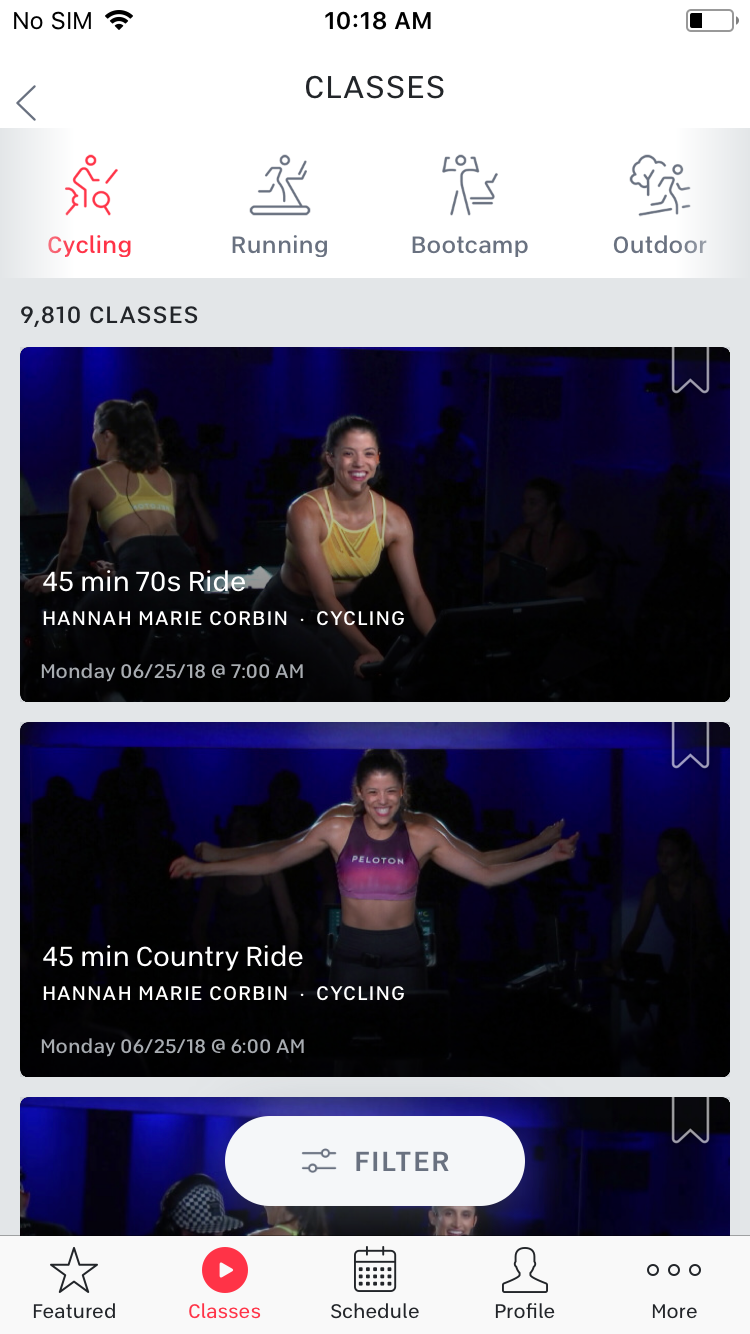 No SIM 10:18 AM
CLASSES
Cycling Running Bootcamp Outdoor
9,810 CLASSES
45 min 70s Ride
HANNAH MARIE CORBIN · CYCLING
Monday 06/25/18 @ 7:00 AM
PELOTON
45 min Country Ride
HANNAH MARIE CORBIN · CYCLING
Monday 06/25/18 @ 6:00 AM
FILTER
Featured Classes Schedule Profile More